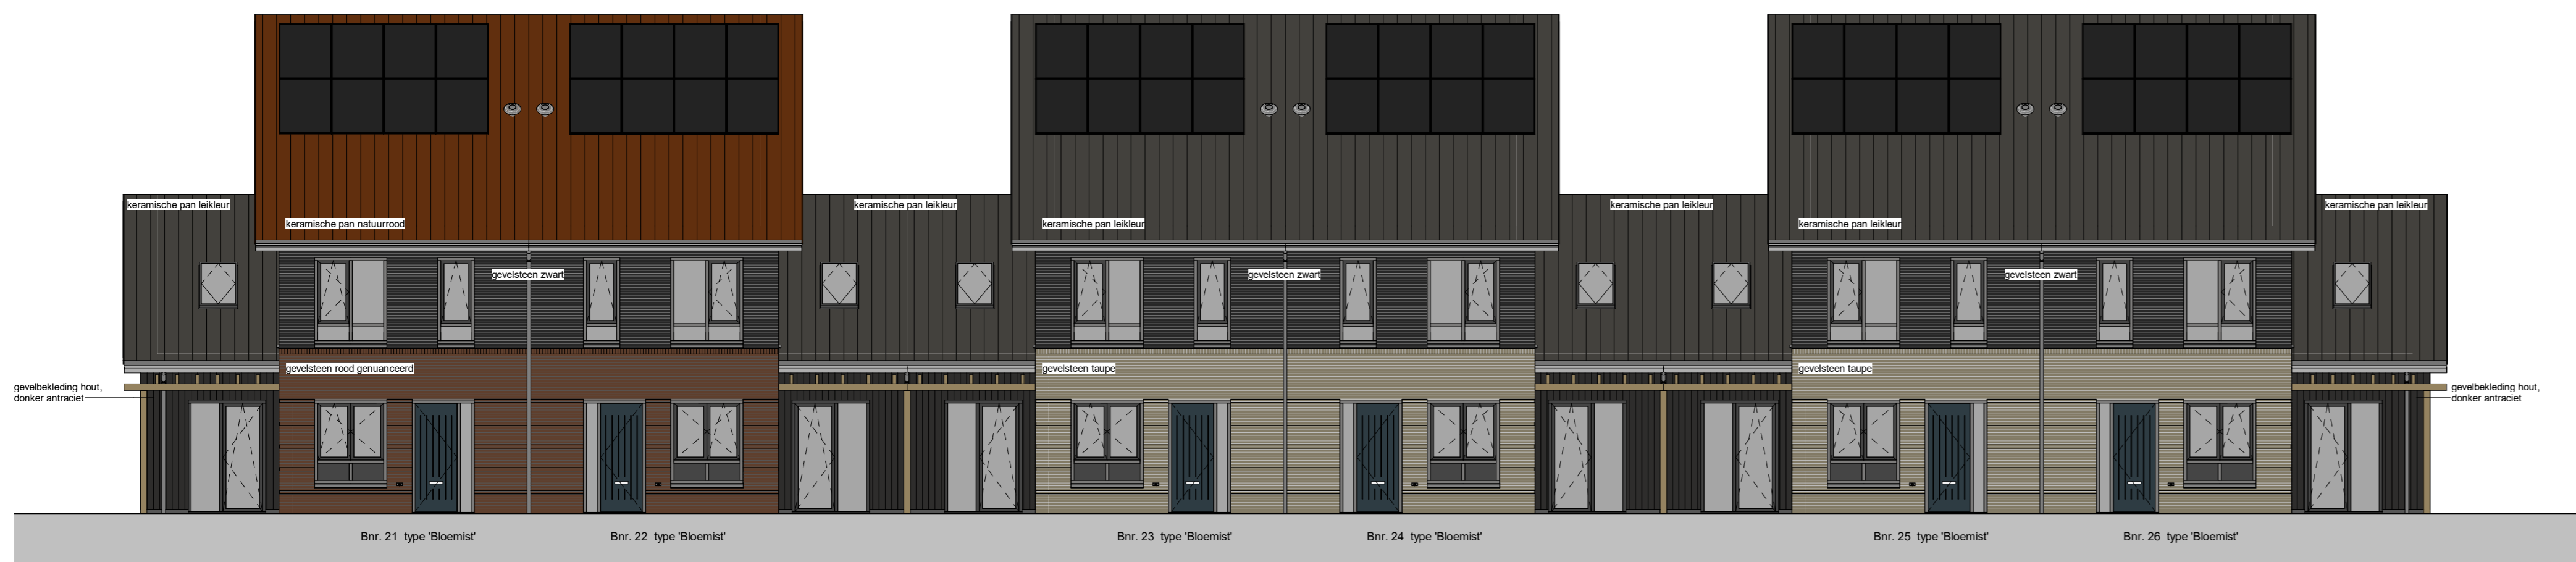 keramische pan leikleur
keramische pan natuurrood
keramische pan leikleur
keramische pan leikleur
keramische pan leikleur
keramische pan leikleur
keramische pan leikleur
gevelsteen zwart
gevelsteen zwart
gevelsteen zwart
gevelsteen rood genuanceerd
gevelsteen taupe
gevelsteen taupe
gevelbekleding hout,
donker antraciet
gevelbekleding hout,
donker antraciet
Bnr. 21 type 'Bloemist'
Bnr. 22 type 'Bloemist'
Bnr. 23 type 'Bloemist'
Bnr. 24 type 'Bloemist'
Bnr. 25 type 'Bloemist'
Bnr. 26 type 'Bloemist'